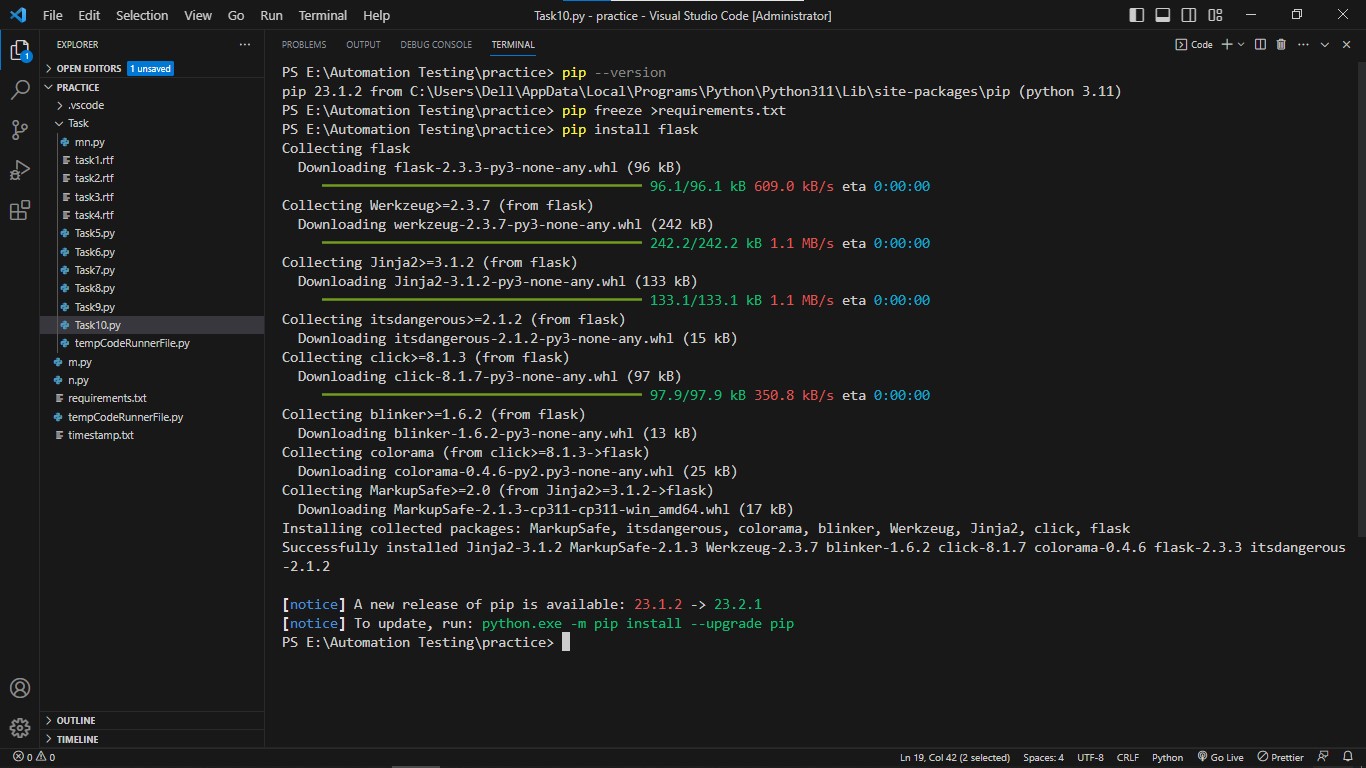 File Edit Selection View Go Run Terminal Help
Task10.py - practice - Visual Studio Code [Administrator]
EXPLORER
OPEN EDITORS 1 unsaved
PRACTICE
.vscode
Task
mn.py
task1.rtf
task2.rtf
task3.rtf
task4.rtf
Task5.py
Task6.py
Task7.py
Task8.py
Task9.py
Task10.py
tempCodeRunnerFile.py
m.py
n.py
requirements.txt
tempCodeRunnerFile.py
timestamp.txt
OUTLINE
TIMELINE
1
PROBLEMS OUTPUT DEBUG CONSOLE TERMINAL
Code
PS E:\Automation Testing\practice> pip --version
pip 23.1.2 from C:\Users\Dell\AppData\Local\Programs\Python\Python311\Lib\site-packages\pip (python 3.11)
PS E:\Automation Testing\practice> pip freeze >requirements.txt
PS E:\Automation Testing\practice> pip install flask
Collecting flask
Downloading flask-2.3.3-py3-none-any.whl (96 kB)
96.1/96.1 kB 609.0 kB/s eta 0:00:00
Collecting Werkzeug>=2.3.7 (from flask)
Downloading werkzeug-2.3.7-py3-none-any.whl (242 kB)
242.2/242.2 kB 1.1 MB/s eta 0:00:00
Collecting Jinja2>=3.1.2 (from flask)
Downloading Jinja2-3.1.2-py3-none-any.whl (133 kB)
133.1/133.1 kB 1.1 MB/s eta 0:00:00
Collecting itsdangerous>=2.1.2 (from flask)
Downloading itsdangerous-2.1.2-py3-none-any.whl (15 kB)
Collecting click>=8.1.3 (from flask)
Downloading click-8.1.7-py3-none-any.whl (97 kB)
97.9/97.9 kB 350.8 kB/s eta 0:00:00
Collecting blinker>=1.6.2 (from flask)
Downloading blinker-1.6.2-py3-none-any.whl (13 kB)
Collecting colorama (from click>=8.1.3->flask)
Downloading colorama-0.4.6-py2.py3-none-any.whl (25 kB)
Collecting MarkupSafe>=2.0 (from Jinja2>=3.1.2->flask)
Downloading MarkupSafe-2.1.3-cp311-cp311-win_amd64.whl (17 kB)
Installing collected packages: MarkupSafe, itsdangerous, colorama, blinker, Werkzeug, Jinja2, click, flask
Successfully installed Jinja2-3.1.2 MarkupSafe-2.1.3 Werkzeug-2.3.7 blinker-1.6.2 click-8.1.7 colorama-0.4.6 flask-2.3.3 itsdangerous
-2.1.2
[notice] A new release of pip is available: 23.1.2 -> 23.2.1
[notice] To update, run: python.exe -m pip install --upgrade pip
PS E:\Automation Testing\practice>
0 0
Ln 19, Col 42 (2 selected) Spaces: 4 UTF-8 CRLF Python Go Live Prettier